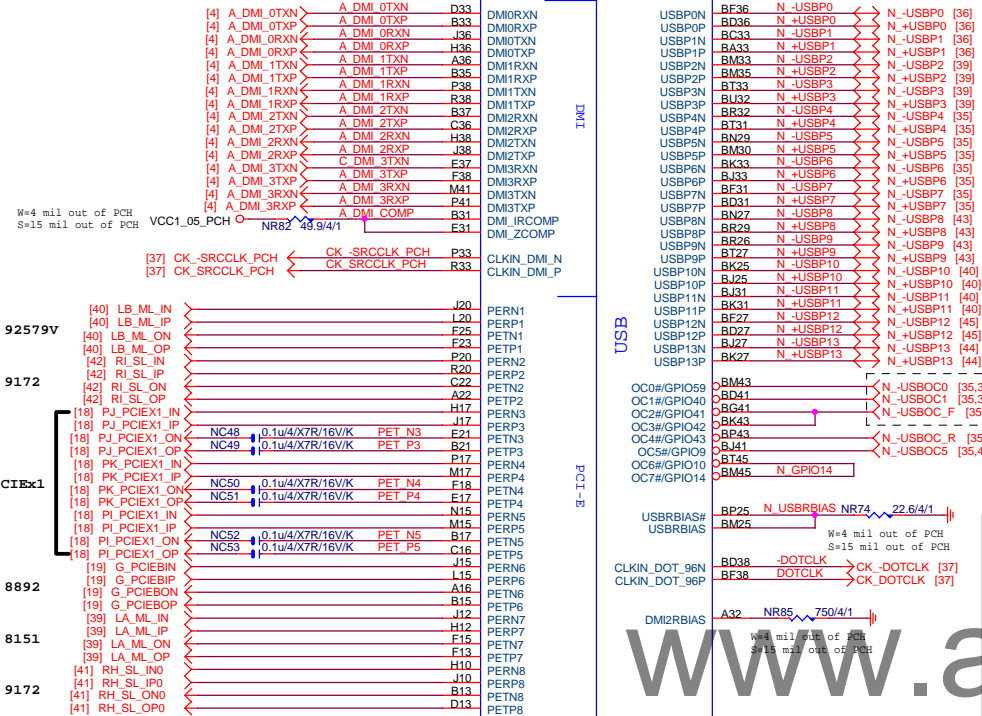 [4] A_DMI_0TXN A_DMI_0TXN D33 DMI0RXN
[4] A_DMI_0TXP A_DMI_0TXP B33 DMI0RXP
[4] A_DMI_0RXN A_DMI_0RXN J36 DMI0TXN
[4] A_DMI_0RXP A_DMI_0RXP H36 DMI0TXP
[4] A_DMI_1TXN A_DMI_1TXN A36 DMI1RXN
[4] A_DMI_1TXP A_DMI_1TXP B35 DMI1RXP
[4] A_DMI_1RXN A_DMI_1RXN P38 DMI1TXN
[4] A_DMI_1RXP A_DMI_1RXP R38 DMI1TXP
[4] A_DMI_2TXN A_DMI_2TXN B37 DMI2RXN
[4] A_DMI_2TXP A_DMI_2TXP C36 DMI2RXP
[4] A_DMI_2RXN A_DMI_2RXN H38 DMI2TXN
[4] A_DMI_2RXP A_DMI_2RXP J38 DMI2TXP
[4] A_DMI_3TXN C_DMI_3TXN E37 DMI3RXN
[4] A_DMI_3TXP A_DMI_3TXP F38 DMI3RXP
[4] A_DMI_3RXN A_DMI_3RXN M41 DMI3TXN
[4] A_DMI_3RXP A_DMI_3RXP P41 DMI3TXP
W=4 mil out of PCH
S=15 mil out of PCH
VCC1_05_PCH NR82 49.9/4/1 A_DMI_COMP B31 DMI_IRCOMP
E31 DMI_ZCOMP
DMI
[37] CK_-SRCCLK_PCH CK_-SRCCLK_PCH P33 CLKIN_DMI_N
[37] CK_SRCCLK_PCH CK_SRCCLK_PCH R33 CLKIN_DMI_P
92579V
[40] LB_ML_IN J20 PERN1
[40] LB_ML_IP L20 PERP1
[40] LB_ML_ON F25 PETN1
[40] LB_ML_OP F23 PETP1
9172
[42] RI_SL_IN P20 PERN2
[42] RI_SL_IP R20 PERP2
[42] RI_SL_ON C22 PETN2
[42] RI_SL_OP A22 PETP2
CIEx1
[18] PJ_PCIEX1_IN H17 PERN3
[18] PJ_PCIEX1_IP J17 PERP3
[18] PJ_PCIEX1_ON NC48 0.1u/4/X7R/16V/K PET_N3 E21 PETN3
[18] PJ_PCIEX1_OP NC49 0.1u/4/X7R/16V/K PET_P3 B21 PETP3
[18] PK_PCIEX1_IN P17 PERN4
[18] PK_PCIEX1_IP M17 PERP4
[18] PK_PCIEX1_ON NC50 0.1u/4/X7R/16V/K PET_N4 F18 PETN4
[18] PK_PCIEX1_OP NC51 0.1u/4/X7R/16V/K PET_P4 E17 PETP4
[18] PI_PCIEX1_IN N15 PERN5
[18] PI_PCIEX1_IP M15 PERP5
[18] PI_PCIEX1_ON NC52 0.1u/4/X7R/16V/K PET_N5 B17 PETN5
[18] PI_PCIEX1_OP NC53 0.1u/4/X7R/16V/K PET_P5 C16 PETP5
PCI-E
8892
[19] G_PCIEBIN J15 PERN6
[19] G_PCIEBIP L15 PERP6
[19] G_PCIEBON A16 PETN6
[19] G_PCIEBOP B15 PETP6
8151
[39] LA_ML_IN J12 PERN7
[39] LA_ML_IP H12 PERP7
[39] LA_ML_ON F15 PETN7
[39] LA_ML_OP F13 PETP7
9172
[41] RH_SL_IN0 H10 PERN8
[41] RH_SL_IP0 J10 PERP8
[41] RH_SL_ON0 B13 PETN8
[41] RH_SL_OP0 D13 PETP8
USBP0N BF36 N_-USBP0 N_-USBP0 [36]
USBP0P BD36 N_+USBP0 N_+USBP0 [36]
USBP1N BC33 N_-USBP1 N_-USBP1 [36]
USBP1P BA33 N_+USBP1 N_+USBP1 [36]
USBP2N BM33 N_-USBP2 N_-USBP2 [39]
USBP2P BM35 N_+USBP2 N_+USBP2 [39]
USBP3N BT33 N_-USBP3 N_-USBP3 [39]
USBP3P BU32 N_+USBP3 N_+USBP3 [39]
USBP4N BR32 N_-USBP4 N_-USBP4 [35]
USBP4P BT31 N_+USBP4 N_+USBP4 [35]
USBP5N BN29 N_-USBP5 N_-USBP5 [35]
USBP5P BM30 N_+USBP5 N_+USBP5 [35]
USBP6N BK33 N_-USBP6 N_-USBP6 [35]
USBP6P BJ33 N_+USBP6 N_+USBP6 [35]
USBP7N BF31 N_-USBP7 N_-USBP7 [35]
USBP7P BD31 N_+USBP7 N_+USBP7 [35]
USBP8N BN27 N_-USBP8 N_-USBP8 [43]
USBP8P BR29 N_+USBP8 N_+USBP8 [43]
USBP9N BR26 N_-USBP9 N_-USBP9 [43]
USBP9P BT27 N_+USBP9 N_+USBP9 [43]
USBP10N BK25 N_-USBP10 N_-USBP10 [40]
USBP10P BJ25 N_+USBP10 N_+USBP10 [40]
USBP11N BJ31 N_-USBP11 N_-USBP11 [40]
USBP11P BK31 N_+USBP11 N_+USBP11 [40]
USBP12N BF27 N_-USBP12 N_-USBP12 [45]
USBP12P BD27 N_+USBP12 N_+USBP12 [45]
USBP13N BJ27 N_-USBP13 N_-USBP13 [44]
USBP13P BK27 N_+USBP13 N_+USBP13 [44]
USB
OC0#/GPIO59 BM43 N_-USBOC0 [35,3
OC1#/GPIO40 BD41 N_-USBOC1 [35,3
OC2#/GPIO41 BG41 N_-USBOC_F [35
OC3#/GPIO42 BK43
OC4#/GPIO43 BP43 N_-USBOC_R [35
OC5#/GPIO9 BJ41 N_-USBOC5 [35,4
OC6#/GPIO10 BT45
OC7#/GPIO14 BM45 N_GPIO14
USBRBIAS# BP25 N_USBRBIAS NR74 22.6/4/1
USBRBIAS BM25
W=4 mil out of PCH
S=15 mil out of PCH
CLKIN_DOT_96N BD38 -DOTCLK CK_-DOTCLK [37]
CLKIN_DOT_96P BF38 DOTCLK CK_DOTCLK [37]
DMI2RBIAS A32 NR85 750/4/1
W=4 mil out of PCH
S=15 mil out of PCH
www.a